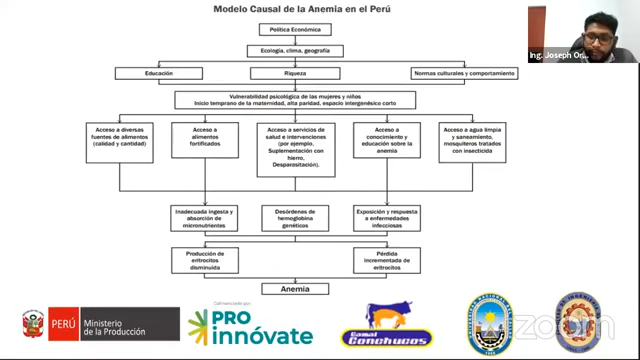 Modelo Causal de la Anemia en el Perú
Política Económica
Ecología, clima, geografía
Educación
Riqueza
Normas culturales y comportamiento
Vulnerabilidad psicológica de las mujeres y niños
Inicio temprano de la maternidad, alta paridad, espacio intergenésico corto
Acceso a diversas
fuentes de alimentos
(calidad y cantidad)
Acceso a
alimentos
fortificados
Acceso a servicios de
salud e intervenciones
(por ejemplo,
Suplementación con
hierro,
Desparasitación).
Acceso a
conocimiento y
educación sobre la
anemia
Acceso a agua limpia
y saneamiento,
mosquiteros tratados
con insecticida
Inadecuada ingesta y
absorción de
micronutrientes
Desórdenes de
hemoglobina
genéticos
Exposición y respuesta
a enfermedades
infecciosas
Producción de
eritrocitos
disminuida
Pérdida
incrementada de
eritrocitos
Anemia
Ing. Joseph
PERÚ
Ministerio
de la Producción
Cofinanciado por:
PRO
innóvate
Camal
Conchucos
zoom